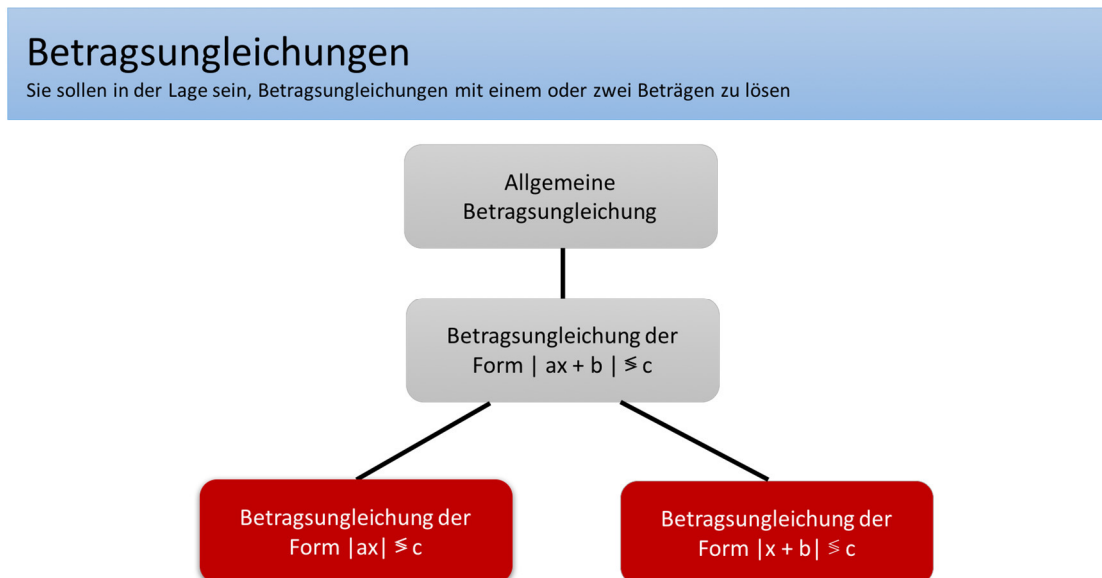 Betragsungleichungen
Sie sollen in der Lage sein, Betragsungleichungen mit einem oder zwei Beträgen zu lösen
Allgemeine
Betragsungleichung
Betragsungleichung der
Form | ax + b | ≶ c
Betragsungleichung der
Form |ax| ≶ c
Betragsungleichung der
Form |x + b| ≶ c